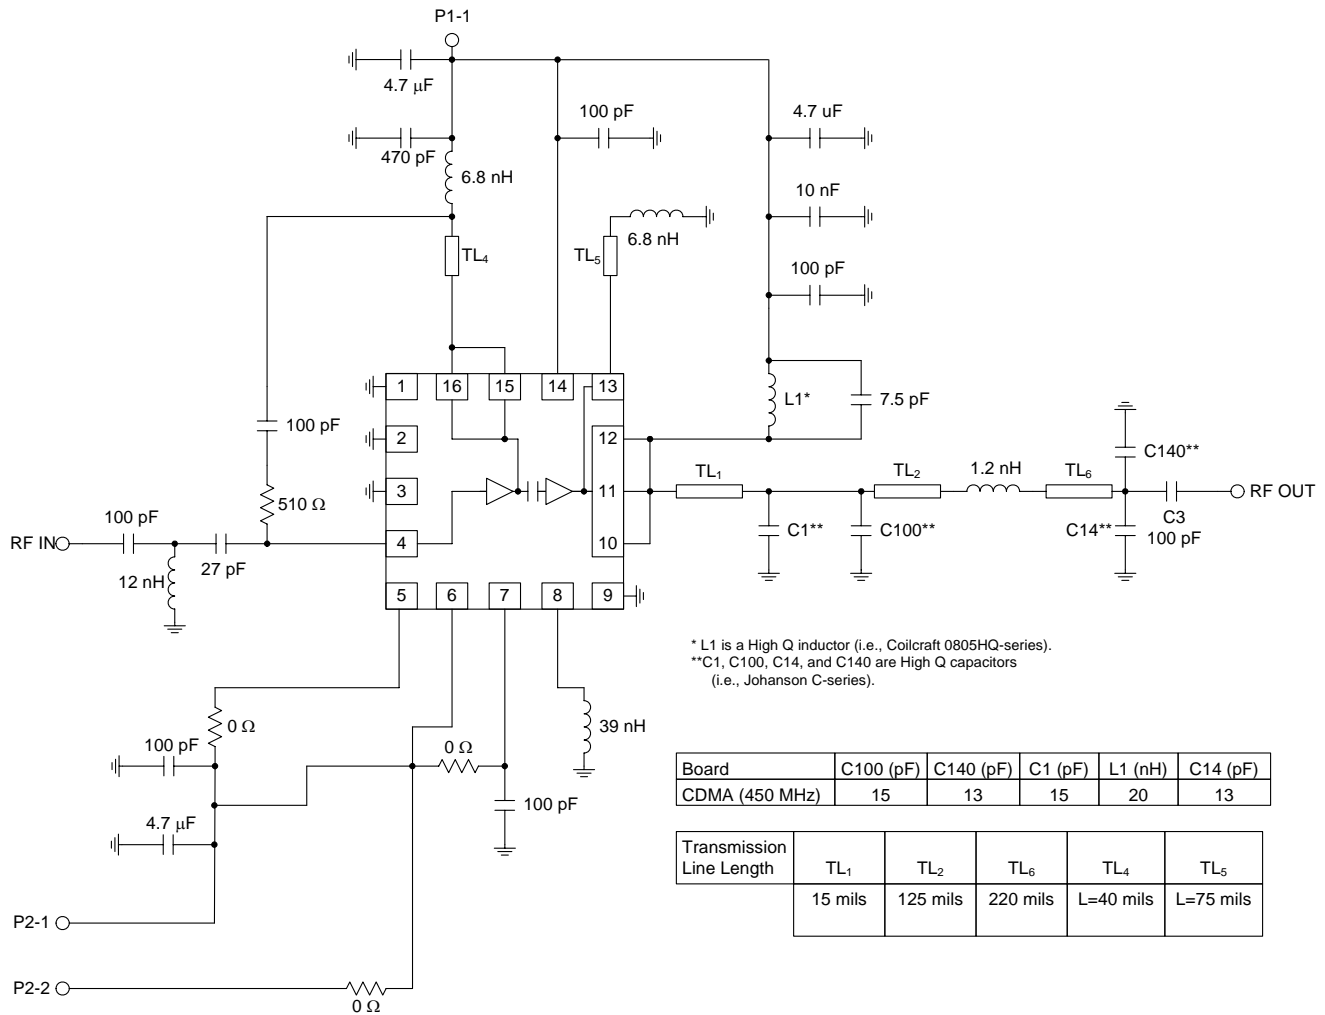 P1-1
4.7 μF
100 pF
4.7 uF
470 pF
6.8 nH
10 nF
TL4
TL5
6.8 nH
100 pF
1
16
15
14
13
L1*
7.5 pF
100 pF
2
12
C140**
3
11
TL1
TL2
1.2 nH
TL6
RF OUT
510 Ω
100 pF
C1**
C100**
C14**
C3
100 pF
RF IN
4
10
27 pF
12 nH
5
6
7
8
9
* L1 is a High Q inductor (i.e., Coilcraft 0805HQ-series).
**C1, C100, C14, and C140 are High Q capacitors
(i.e., Johanson C-series).
0 Ω
39 nH
100 pF
0 Ω
Board C100 (pF) C140 (pF) C1 (pF) L1 (nH) C14 (pF)
CDMA (450 MHz) 15 13 15 20 13
100 pF
4.7 μF
Transmission
Line Length TL1 TL2 TL6 TL4 TL5
15 mils 125 mils 220 mils L=40 mils L=75 mils
P2-1
P2-2
0 Ω